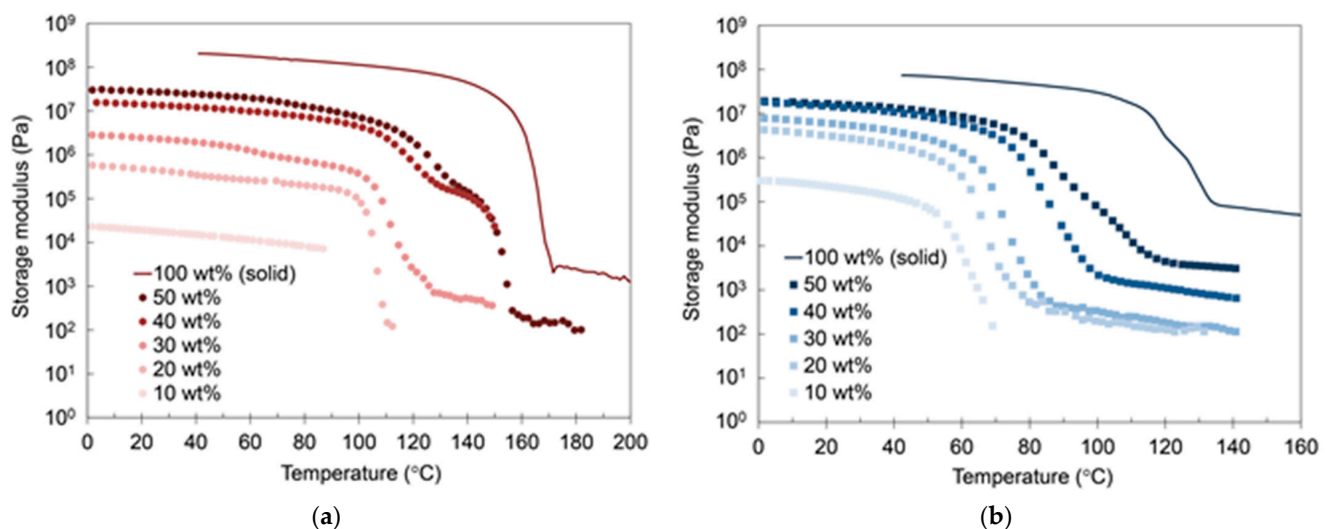 10⁹
10⁸
10⁷
10⁶
10⁵
10⁴
10³
10²
10¹
10⁰
Storage modulus (Pa)
100 wt% (solid)
50 wt%
40 wt%
30 wt%
20 wt%
10 wt%
0 20 40 60 80 100 120 140 160 180 200
Temperature (°C)
(a)
10⁹
10⁸
10⁷
10⁶
10⁵
10⁴
10³
10²
10¹
10⁰
Storage modulus (Pa)
100 wt% (solid)
50 wt%
40 wt%
30 wt%
20 wt%
10 wt%
0 20 40 60 80 100 120 140 160
Temperature (°C)
(b)